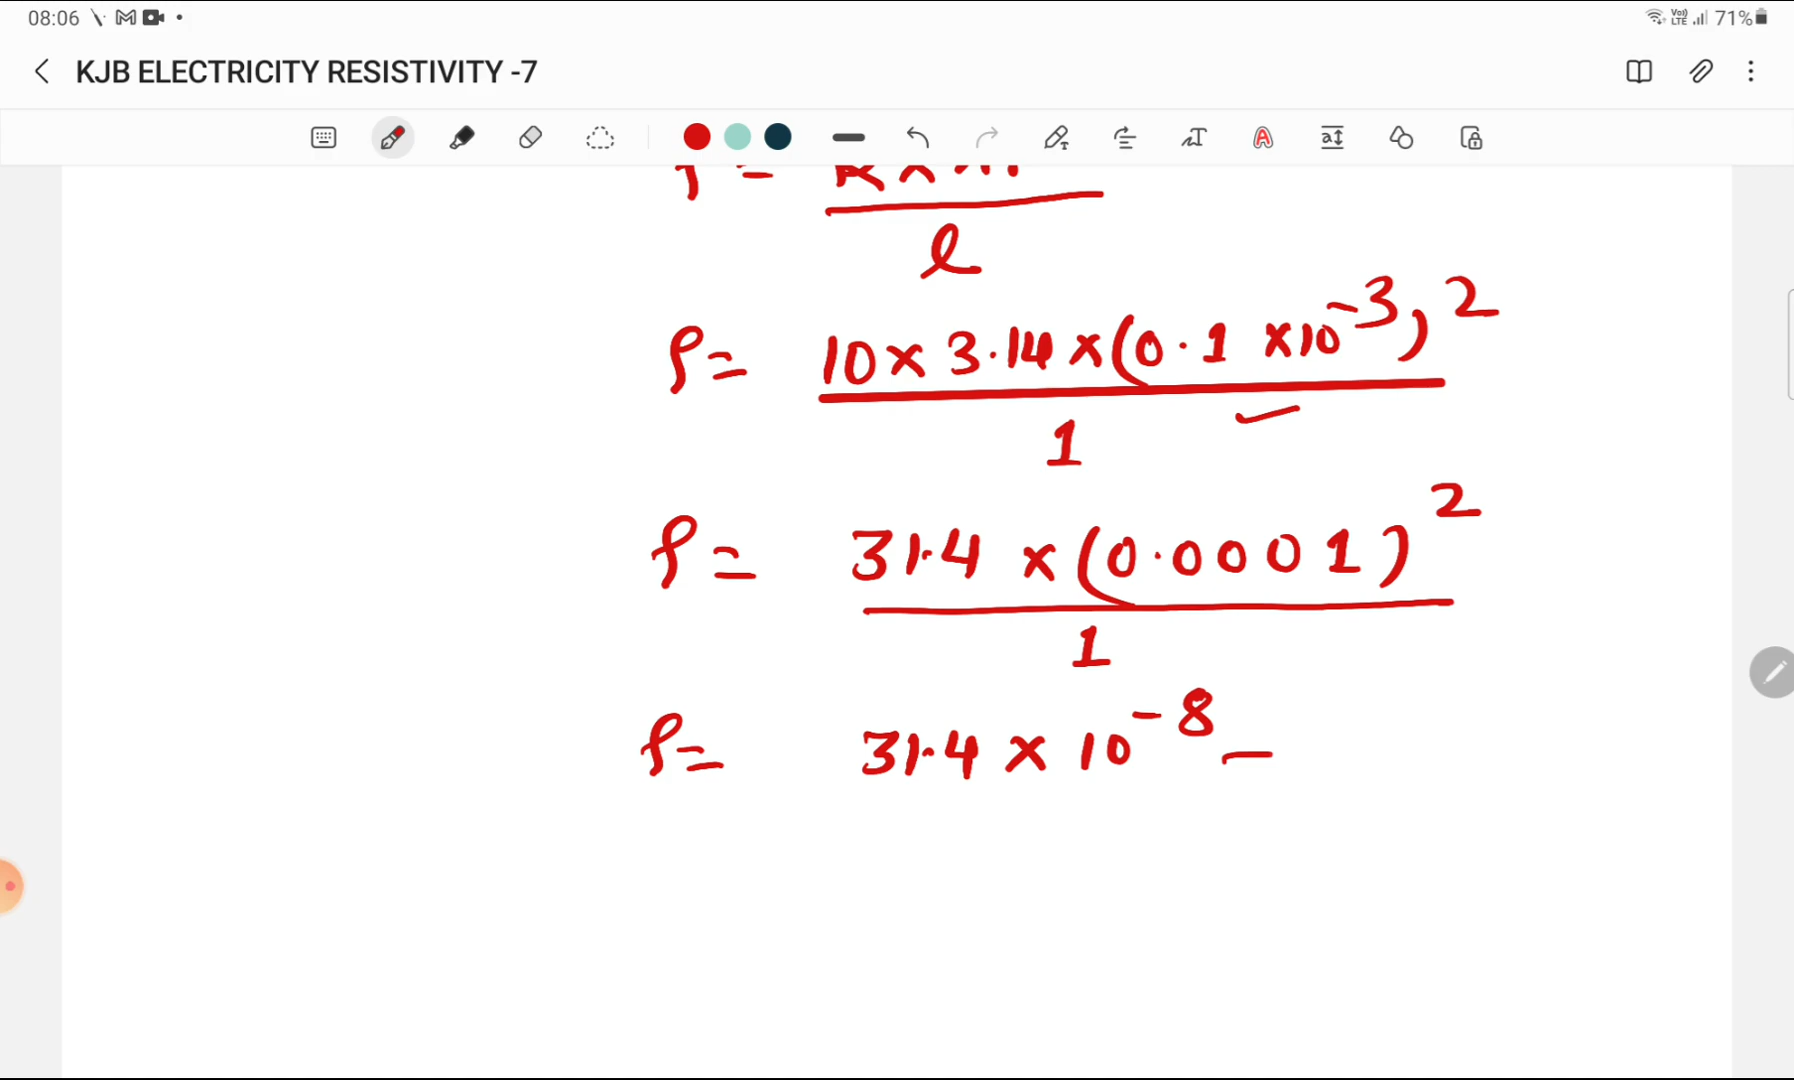 08:06 71%
KJB ELECTRICITY RESISTIVITY -7
ρ =
l
ρ = 10 × 3.14 × (0.1 × 10⁻³)²
1
ρ = 31.4 × (0.0001)²
1
ρ = 31.4 × 10⁻⁸ –